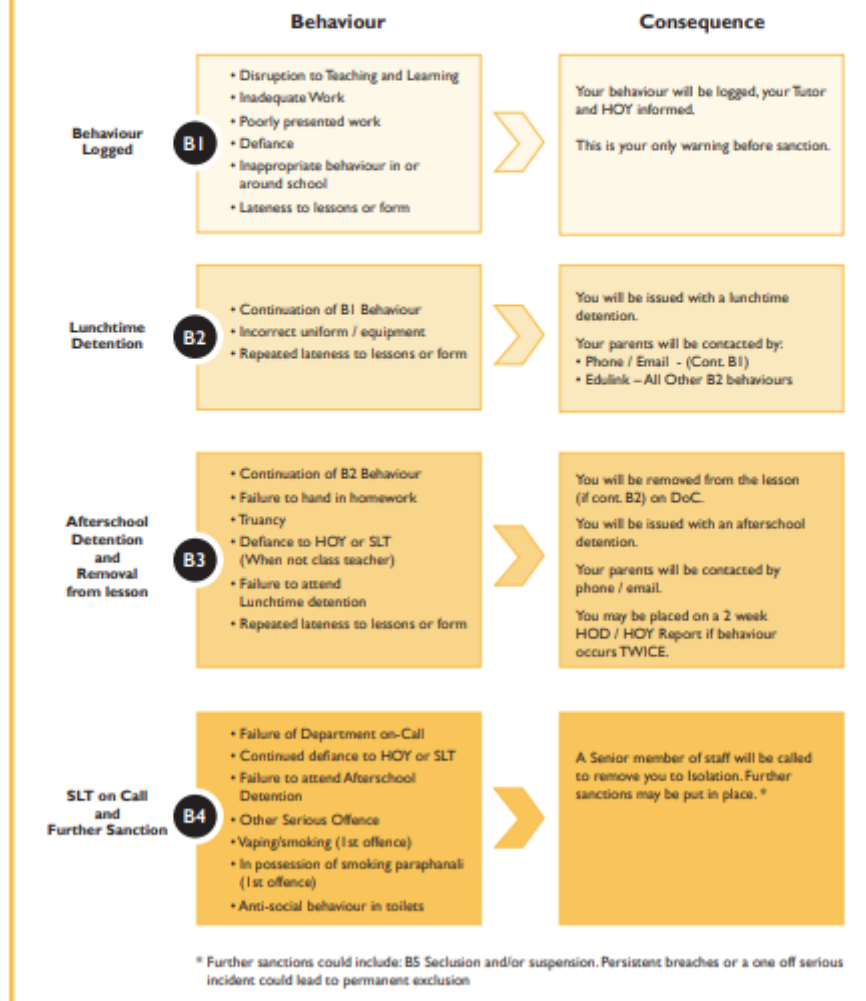 Behaviour
Consequence
Behaviour
Logged
B1
• Disruption to Teaching and Learning
• Inadequate Work
• Poorly presented work
• Defiance
• Inappropriate behaviour in or
around school
• Lateness to lessons or form
Your behaviour will be logged, your Tutor
and HOY informed.
This is your only warning before sanction.
Lunchtime
Detention
B2
• Continuation of B1 Behaviour
• Incorrect uniform / equipment
• Repeated lateness to lessons or form
You will be issued with a lunchtime
detention.
Your parents will be contacted by:
• Phone / Email - (Cont. B1)
• Edulink – All Other B2 behaviours
Afterschool
Detention
and
Removal
from lesson
B3
• Continuation of B2 Behaviour
• Failure to hand in homework
• Truancy
• Defiance to HOY or SLT
(When not class teacher)
• Failure to attend
Lunchtime detention
• Repeated lateness to lessons or form
You will be removed from the lesson
(if cont. B2) on DoC.
You will be issued with an afterschool
detention.
Your parents will be contacted by
phone / email.
You may be placed on a 2 week
HOD / HOY Report if behaviour
occurs TWICE.
SLT on Call
and
Further Sanction
B4
• Failure of Department on-Call
• Continued defiance to HOY or SLT
• Failure to attend Afterschool
Detention
• Other Serious Offence
• Vaping/smoking (1st offence)
• In possession of smoking paraphanali
(1st offence)
• Anti-social behaviour in toilets
A Senior member of staff will be called
to remove you to Isolation. Further
sanctions may be put in place. *
* Further sanctions could include: B5 Seclusion and/or suspension. Persistent breaches or a one off serious
incident could lead to permanent exclusion